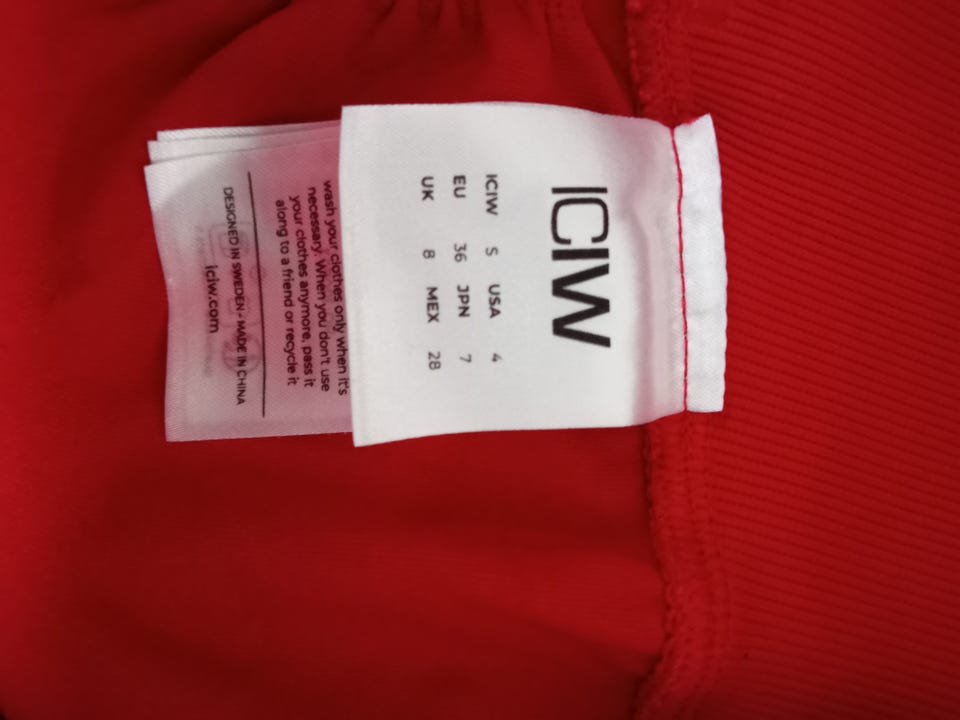 ICIW
ICIW S USA 4
EU 36 JPN 7
UK 8 MEX 28
wash your clothes only when it's
necessary. When you don't use
your clothes anymore, pass it
along to a friend or recycle it
DESIGNED IN SWEDEN - MADE IN CHINA
iciw.com